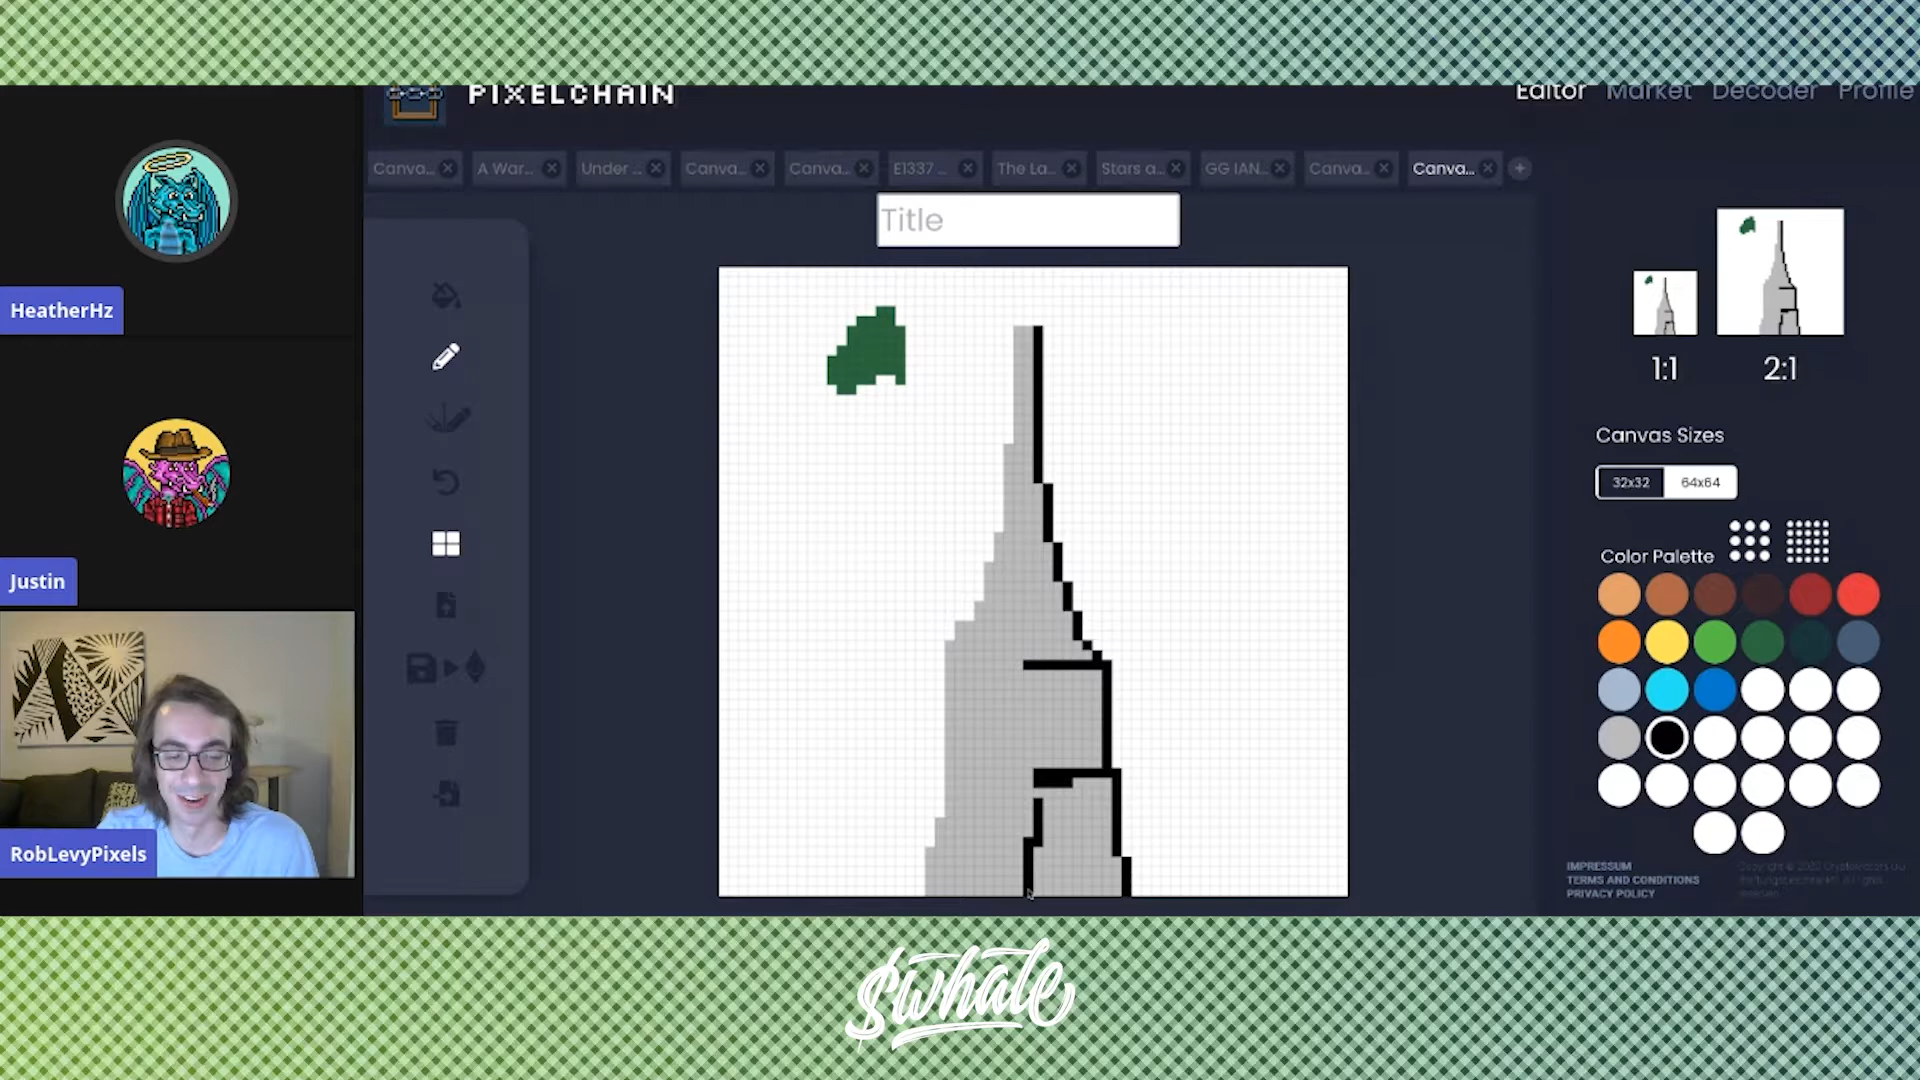 PIXELCHAIN
Editor Market Decoder Profile
Canva... A War... Under ... Canva... Canva... E1337 ... The La... Stars a... GG IAN... Canva... Canva...
Title
HeatherHz
1:1 2:1
Canvas Sizes
32x32 64x64
Color Palette
Justin
RobLevyPixels
IMPRESSUM
TERMS AND CONDITIONS
PRIVACY POLICY
$whale